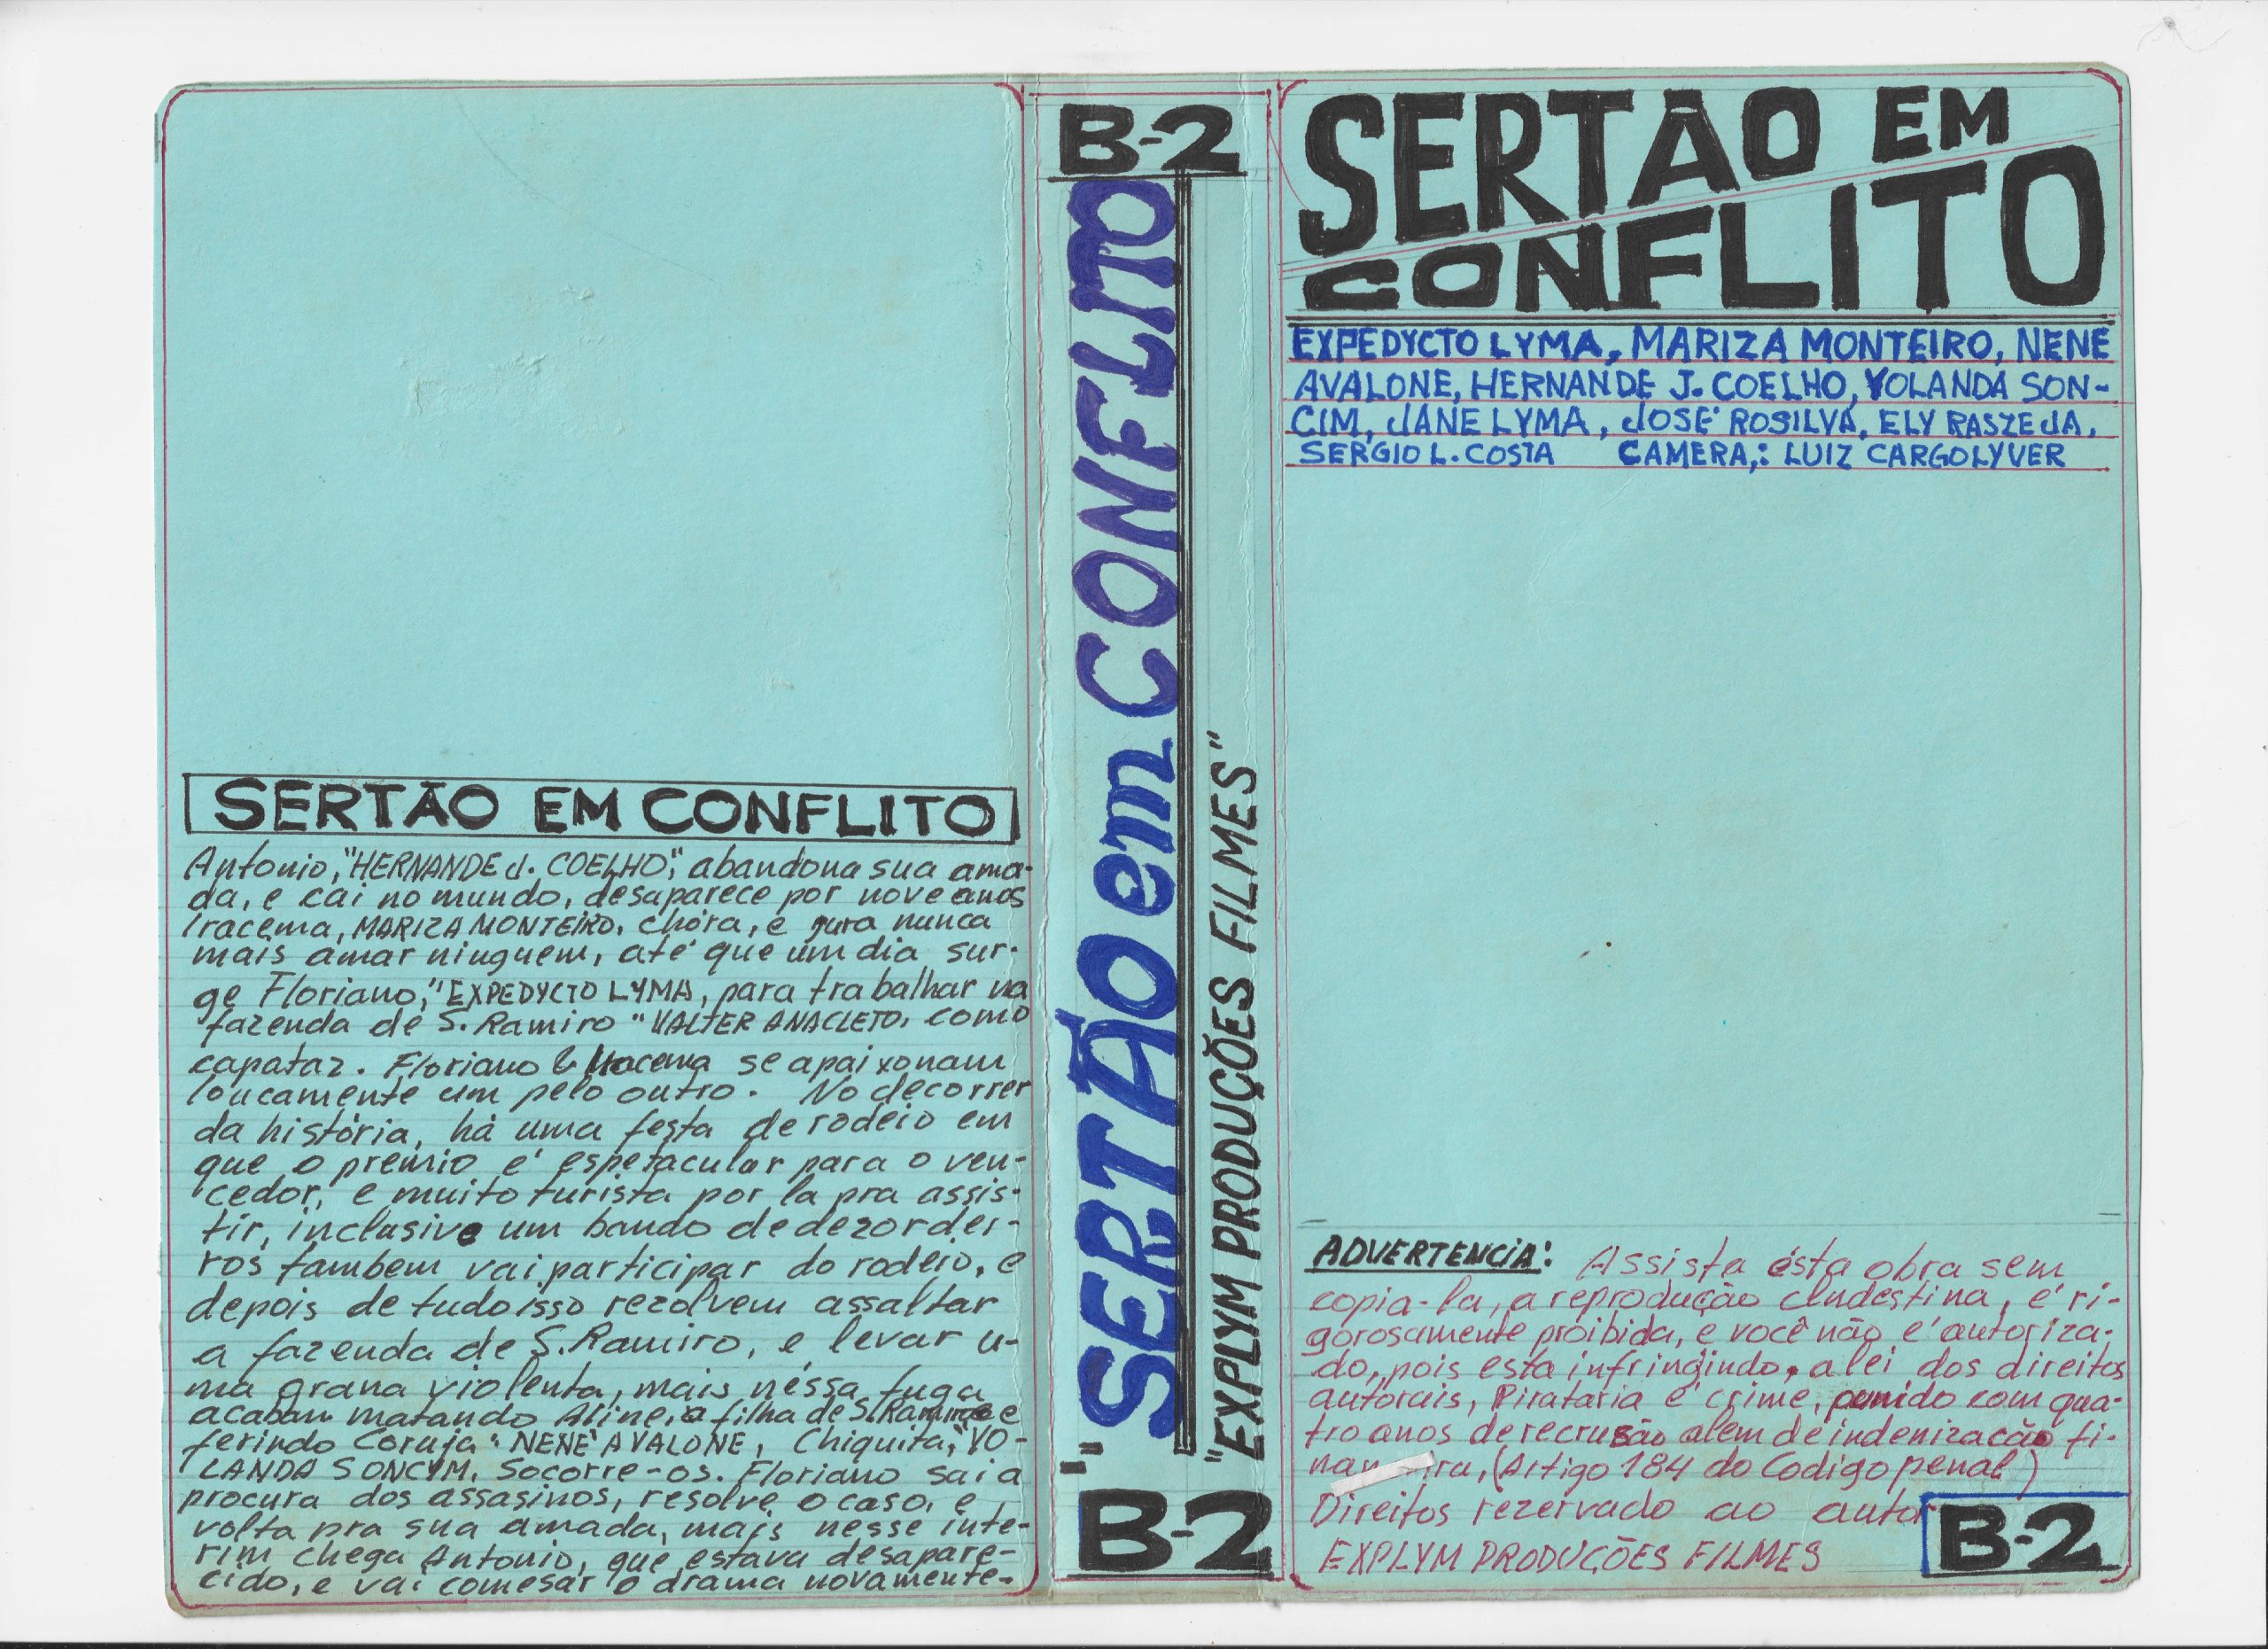 SERTÃO EM CONFLITO
Antonio, "HERNANDE J. COELHO", abandona sua ama-
da, e cai no mundo, desaparece por nove anos
Iracema, MARIZA MONTEIRO, chóra, e jura nunca
mais amar ninguem, até que um dia sur-
ge Floriano, "EXPEDYCTO LYMA, para trabalhar na
fazenda de S. Ramiro "VALTER ANACLETO, como
capataz. Floriano e Iracema se apaixonam
loucamente um pelo outro. No decorrer
da história, há uma festa de rodeio em
que o premio é espetacular para o ven-
cedor, e muito turista por la pra assis-
tir, inclusive um bando de dezordei-
ros tambem vai participar do rodeio, e
depois de tudo isso rezolvem assaltar
a fazenda de S. Ramiro, e levar u-
ma grana violenta, mais néssa fuga
acabam matando Aline, a filha de S. Ramiro e
ferindo Coruja "NENE AVALONE, Chiquita, "YO-
LANDA SONCYM, Socorre-os. Floriano sai a
procura dos assasinos, resolve o caso, e
volta pra sua amada, mais nesse inte-
rim chega Antonio, que estava desapare-
cido, e vai comesar o drama novamente.
B-2
"SERTÃO em CONFLITO
"EXPLYM PRODUÇÕES FILMES"
B-2
SERTÃO EM
CONFLITO
EXPEDYCTO LYMA, MARIZA MONTEIRO, NENE
AVALONE, HERNANDE J. COELHO, YOLANDA SON-
CIM, JANE LYMA, JOSÉ ROSILVA, ELY RASZEJA,
SERGIO L. COSTA CAMERA,: LUIZ CARGOLYVER
ADVERTENCIA: Assista ésta obra sem
copia-la, a reprodução clndestina, é ri-
gorosamente proibida, e você não é autoriza-
do, pois esta infringindo, a lei dos direitos
autorais, Pirataria é crime, punido com qua-
tro anos de recrusão alem de indenização fi-
nan ira, (Artigo 184 do Codigo penal)
Direitos rezervado ao autor
EXPLYM PRODUÇÕES FILMES
B-2